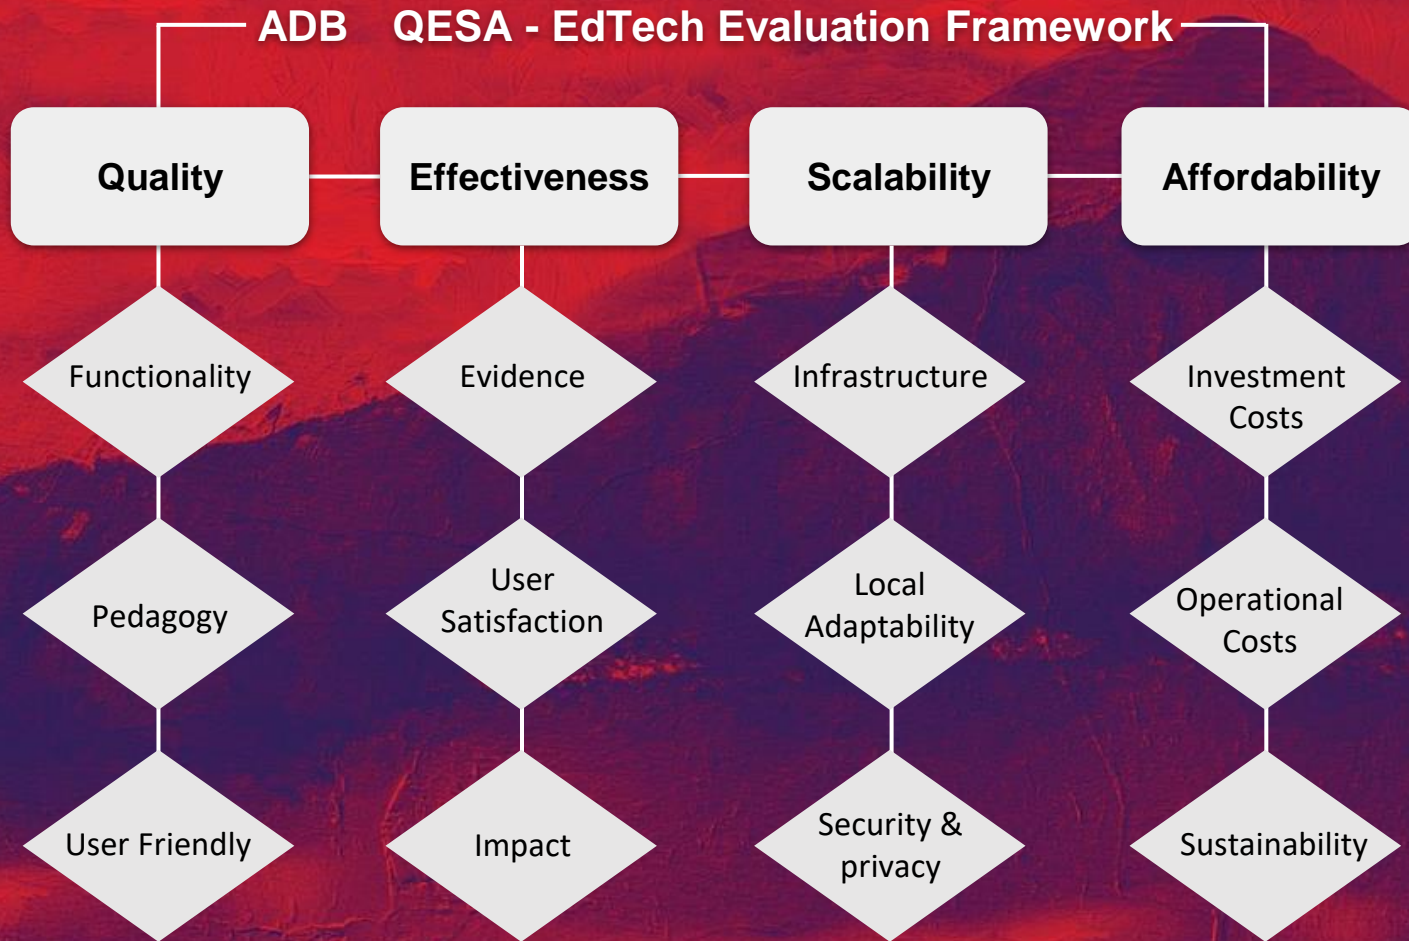 ADB QESA - EdTech Evaluation Framework
Quality
Effectiveness
Scalability
Affordability
Functionality
Evidence
Infrastructure
Investment
Costs
Pedagogy
User
Satisfaction
Local
Adaptability
Operational
Costs
User Friendly
Impact
Security &
privacy
Sustainability